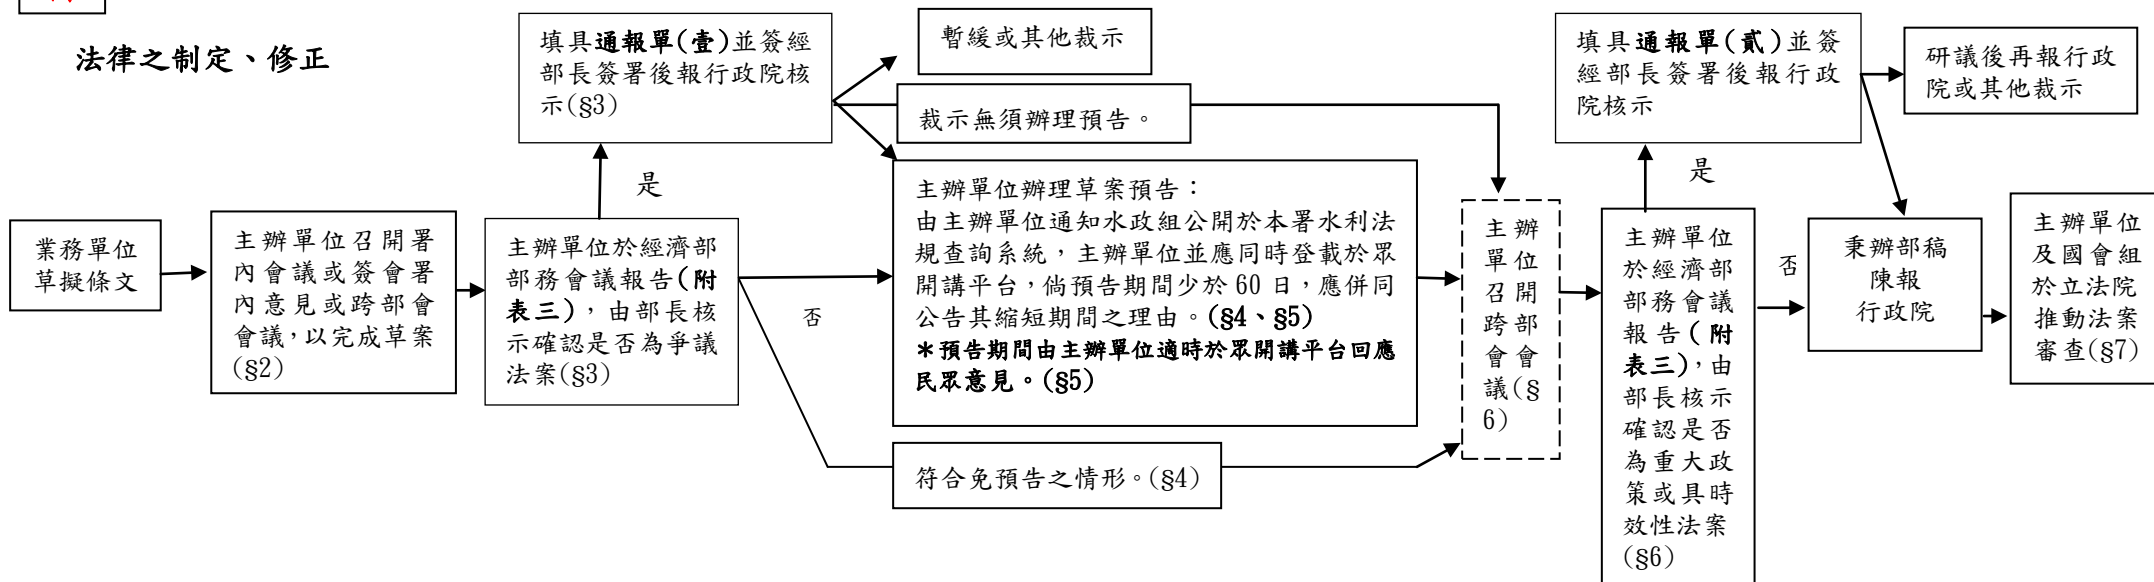 法律之制定、修正
業務單位
草擬條文
主辦單位召開署
內會議或簽會署
內意見或跨部會
會議，以完成草案
(§2)
主辦單位於經濟部
部務會議報告(附
表三)，由部長核
示確認是否為爭議
法案(§3)
是
否
填具通報單(壹)並簽經
部長簽署後報行政院核
示(§3)
暫緩或其他裁示
裁示無須辦理預告。
主辦單位辦理草案預告：
由主辦單位通知水政組公開於本署水利法
規查詢系統，主辦單位並應同時登載於眾
開講平台，倘預告期間少於 60 日，應併同
公告其縮短期間之理由。(§4、§5)
＊預告期間由主辦單位適時於眾開講平台回應
民眾意見。(§5)
符合免預告之情形。(§4)
主辦
單位
召開
跨部
會會
議(§
6)
主辦單位
於經濟部
部務會議
報告(附
表三)，由
部長核示
確認是否
為重大政
策或具時
效性法案
(§6)
是
否
填具通報單(貳)並簽
經部長簽署後報行政
院核示
研議後再報行政
院或其他裁示
秉辦部稿
陳報
行政院
主辦單位
及國會組
於立法院
推動法案
審查(§7)